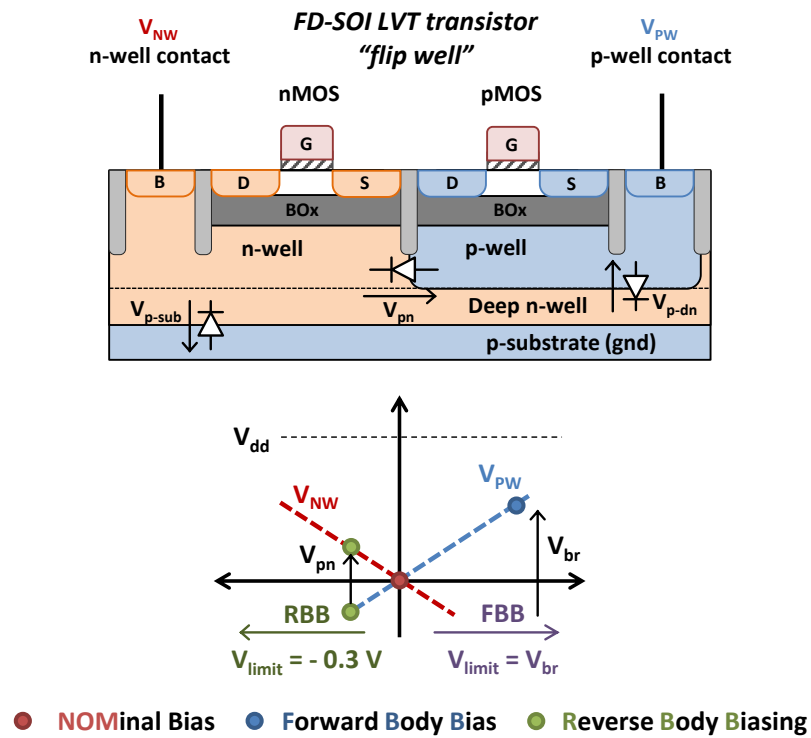 FD-SOI LVT transistor
“flip well”
VNW
n-well contact
VPW
p-well contact
nMOS
pMOS
G
G
B
D
S
D
S
B
BOx
BOx
n-well
p-well
Vp-sub
Vpn
Deep n-well
Vp-dn
p-substrate (gnd)
Vdd
VNW
VPW
Vpn
Vbr
RBB
FBB
Vlimit = - 0.3 V
Vlimit = Vbr
NOMinal Bias
Forward Body Bias
Reverse Body Biasing